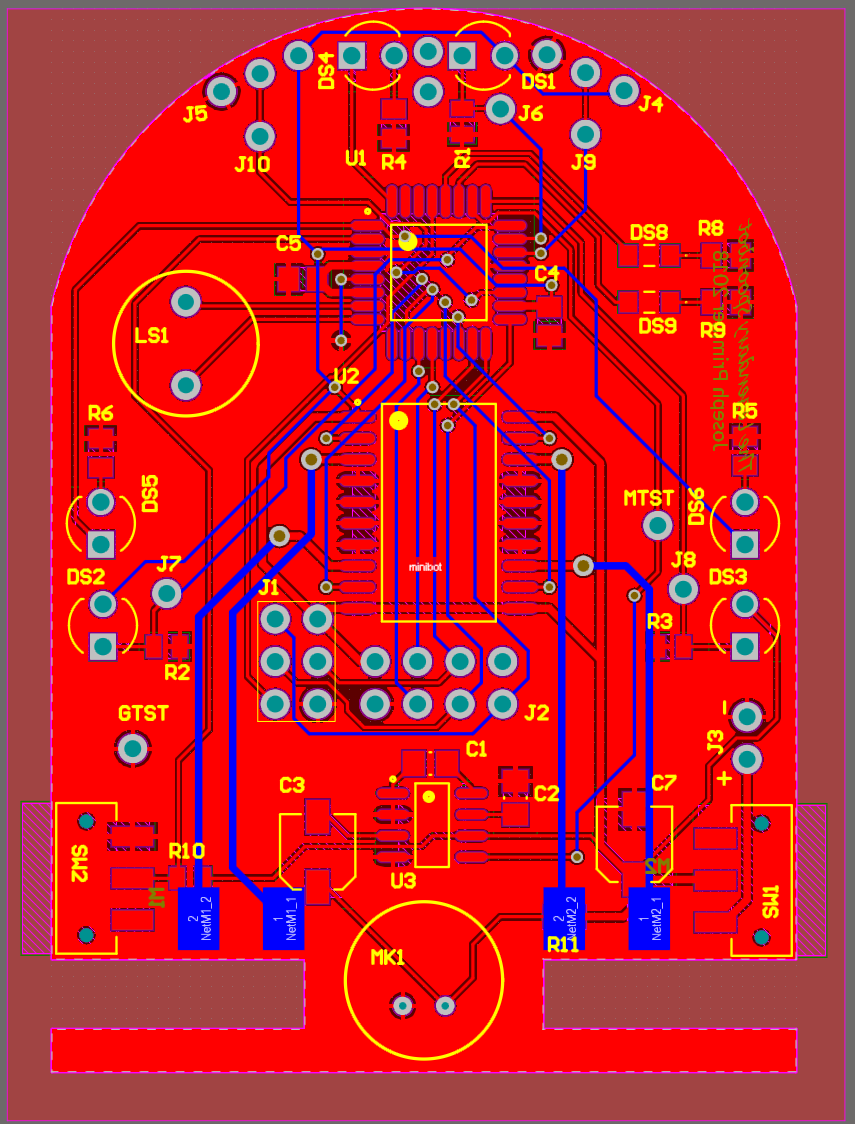 DS4
DS1
J5
J6
J4
J10
U1
R4
R1
J9
C5
DS8
R8
C4
DS9
R9
Joseph Primmer 2018
LS1
U2
R6
R5
DS5
MTST
DS6
minibot
DS2
J7
J1
J8
DS3
R2
R3
GTST
J2
J3
-
+
C1
C3
C2
C7
SW2
R10
U3
M1
M2
SW1
2
NetM1_2
1
NetM1_1
2
NetM2_2
1
NetM2_1
R11
MK1